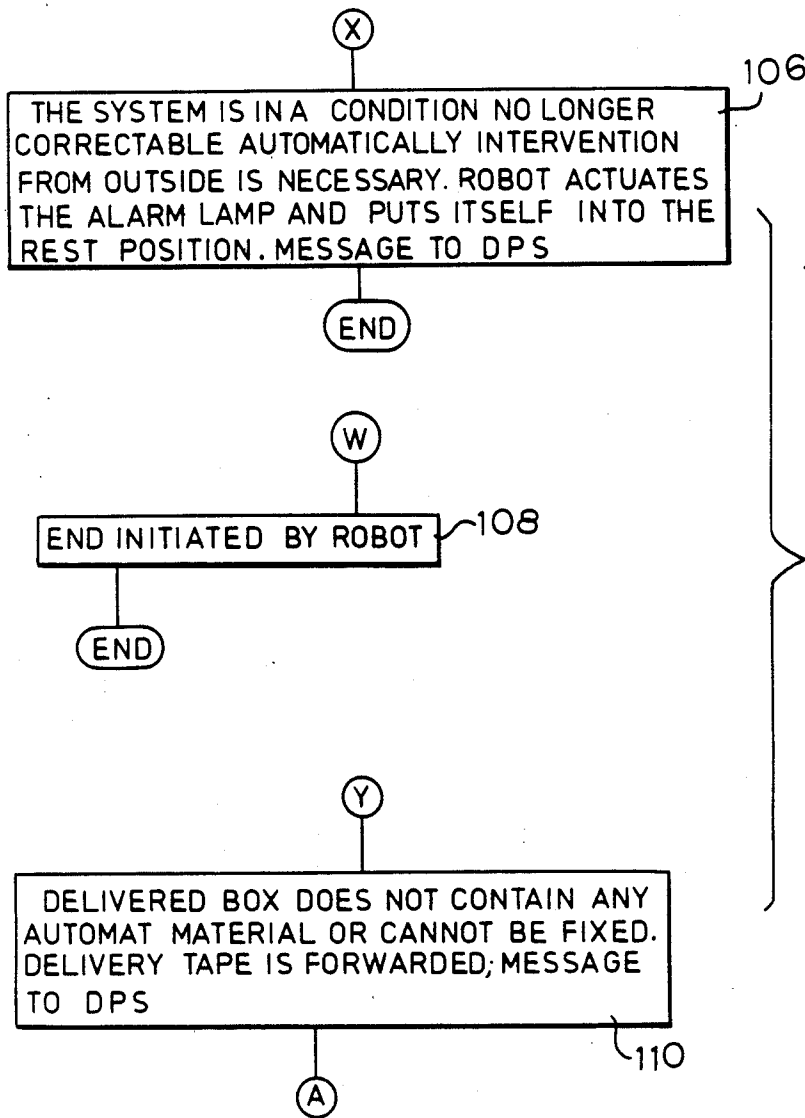 X
106
THE SYSTEM IS IN A CONDITION NO LONGER
CORRECTABLE AUTOMATICALLY INTERVENTION
FROM OUTSIDE IS NECESSARY. ROBOT ACTUATES
THE ALARM LAMP AND PUTS ITSELF INTO THE
REST POSITION. MESSAGE TO DPS
END
W
END INITIATED BY ROBOT
108
END
Y
DELIVERED BOX DOES NOT CONTAIN ANY
AUTOMAT MATERIAL OR CANNOT BE FIXED.
DELIVERY TAPE IS FORWARDED; MESSAGE
TO DPS
110
A